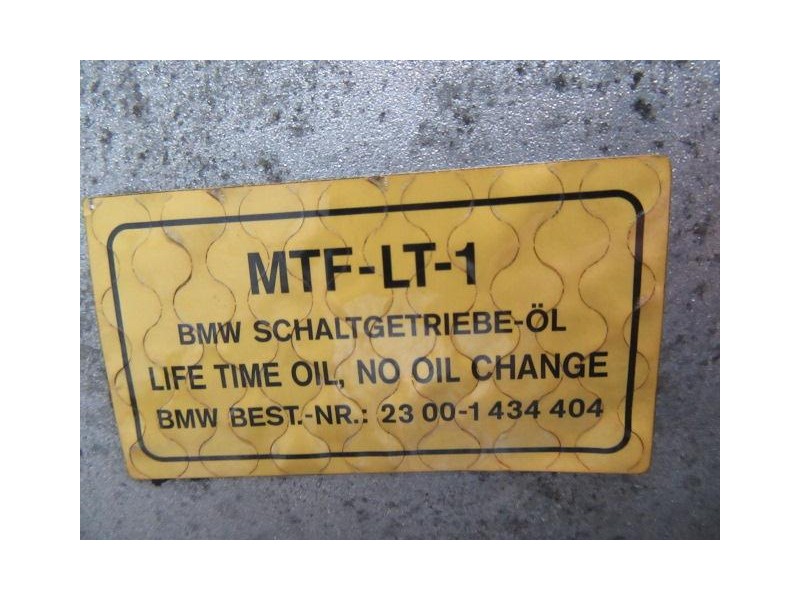 MTF-LT-1
BMW SCHALTGETRIEBE-ÖL
LIFE TIME OIL, NO OIL CHANGE
BMW BEST.-NR.: 23 00-1 434 404